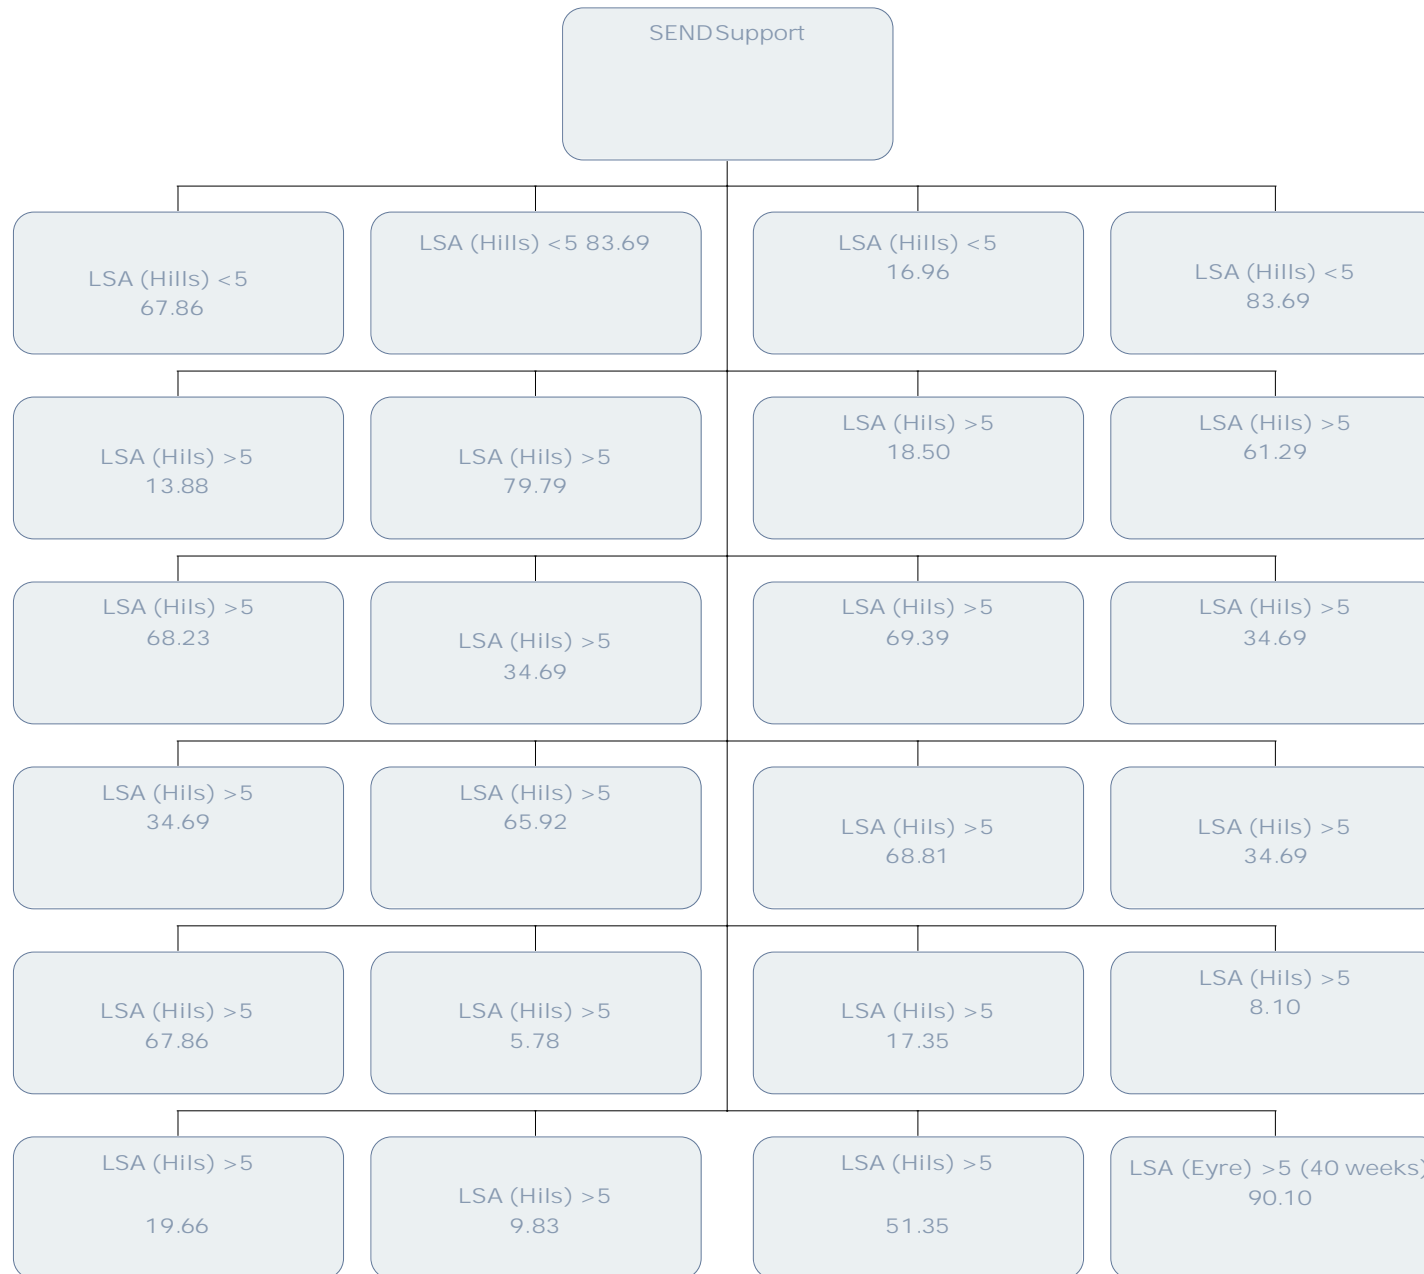 SEND Support
LSA (Hills) <5
67.86
LSA (Hills) <5 83.69
LSA (Hills) <5
16.96
LSA (Hills) <5
83.69
LSA (Hils) >5
13.88
LSA (Hils) >5
79.79
LSA (Hils) >5
18.50
LSA (Hils) >5
61.29
LSA (Hils) >5
68.23
LSA (Hils) >5
34.69
LSA (Hils) >5
69.39
LSA (Hils) >5
34.69
LSA (Hils) >5
34.69
LSA (Hils) >5
65.92
LSA (Hils) >5
68.81
LSA (Hils) >5
34.69
LSA (Hils) >5
67.86
LSA (Hils) >5
5.78
LSA (Hils) >5
17.35
LSA (Hils) >5
8.10
LSA (Hils) >5
19.66
LSA (Hils) >5
9.83
LSA (Hils) >5
51.35
LSA (Eyre) >5 (40 weeks)
90.10